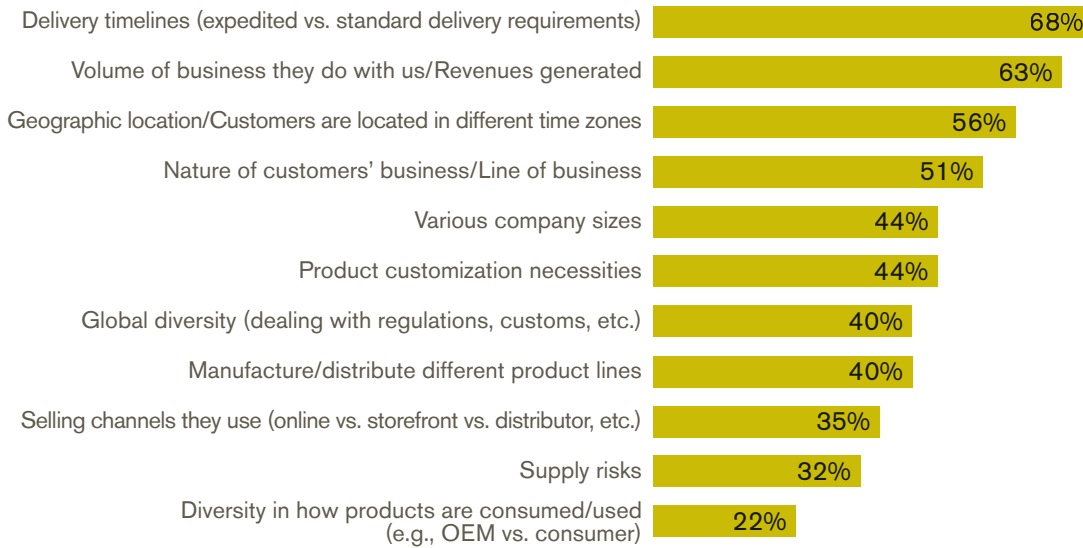 Delivery timelines (expedited vs. standard delivery requirements) 68%
Volume of business they do with us/Revenues generated 63%
Geographic location/Customers are located in different time zones 56%
Nature of customers’ business/Line of business 51%
Various company sizes 44%
Product customization necessities 44%
Global diversity (dealing with regulations, customs, etc.) 40%
Manufacture/distribute different product lines 40%
Selling channels they use (online vs. storefront vs. distributor, etc.) 35%
Supply risks 32%
Diversity in how products are consumed/used
(e.g., OEM vs. consumer) 22%